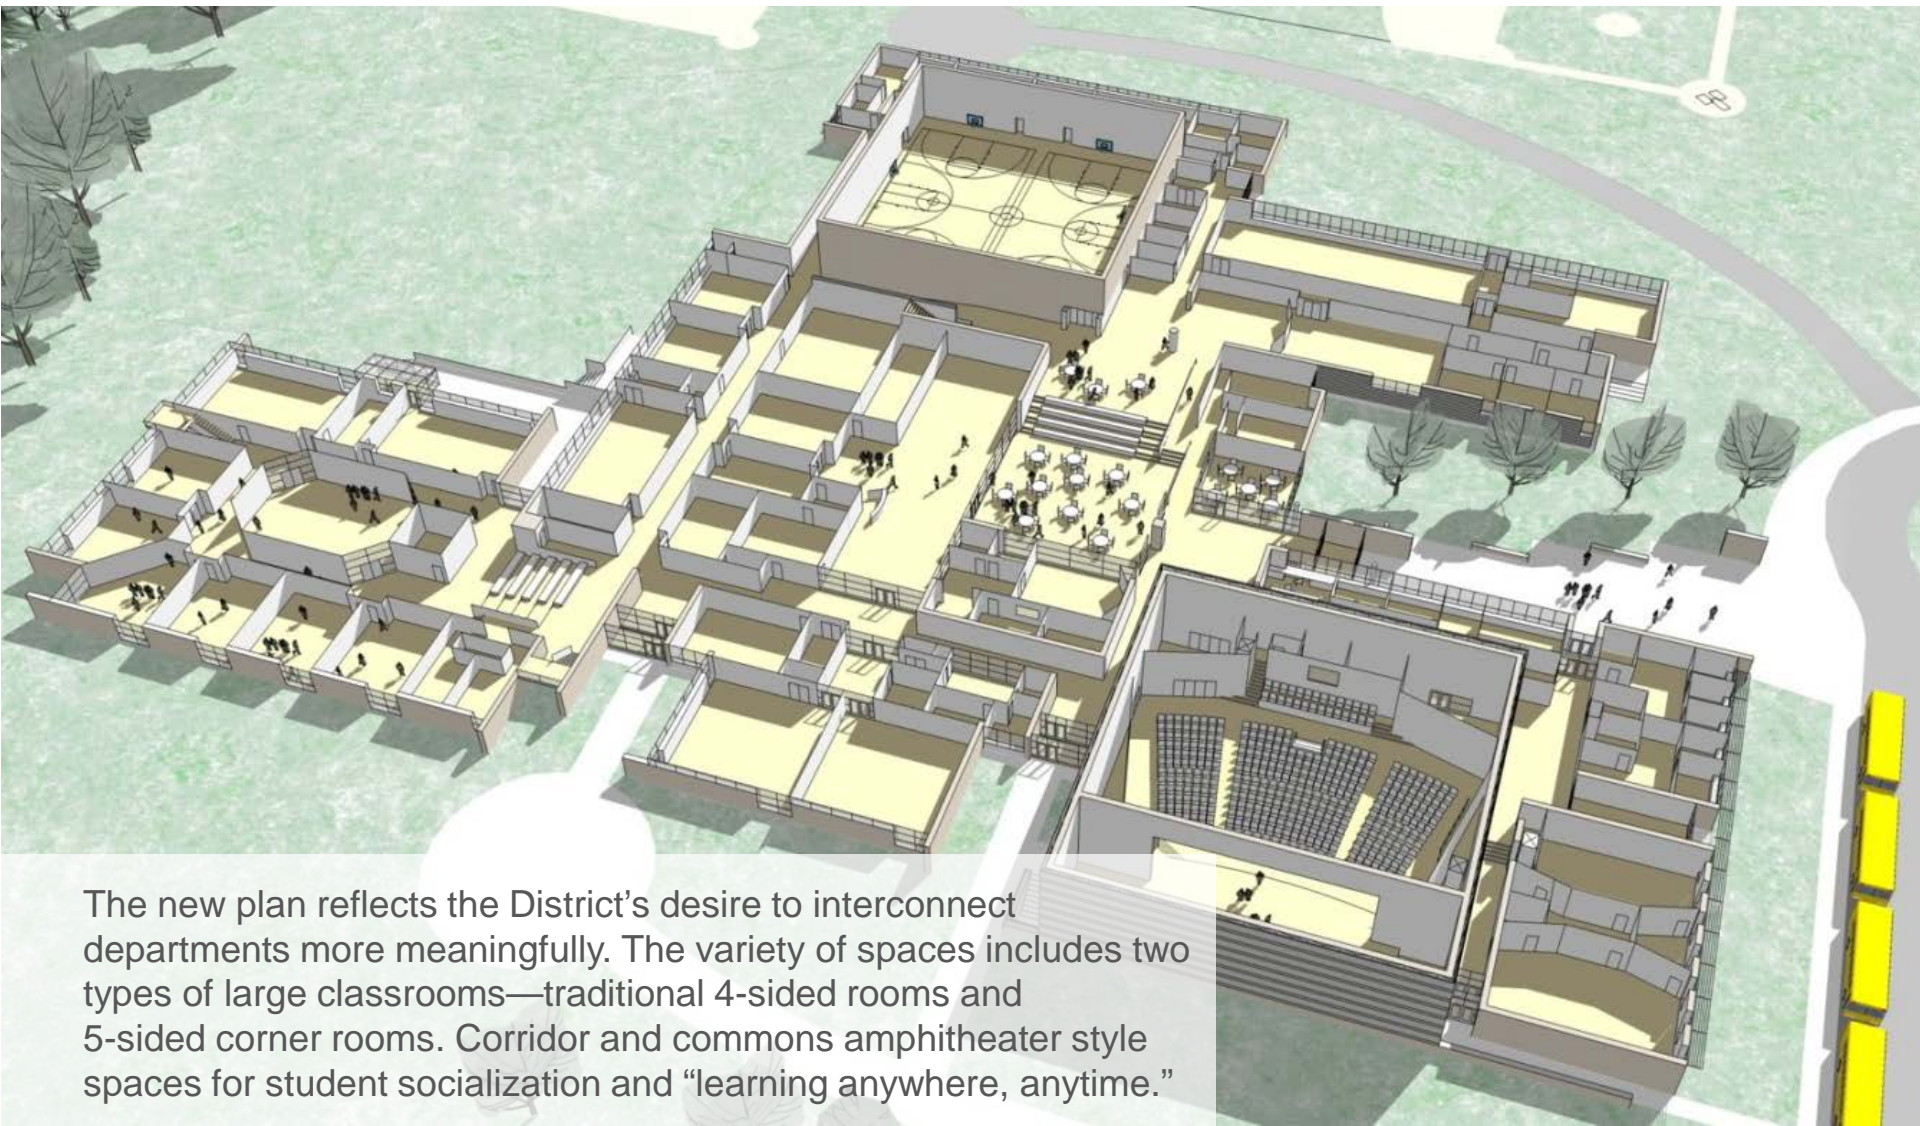 The new plan reflects the District’s desire to interconnect
departments more meaningfully. The variety of spaces includes two
types of large classrooms—traditional 4-sided rooms and
5-sided corner rooms. Corridor and commons amphitheater style
spaces for student socialization and “learning anywhere, anytime.”